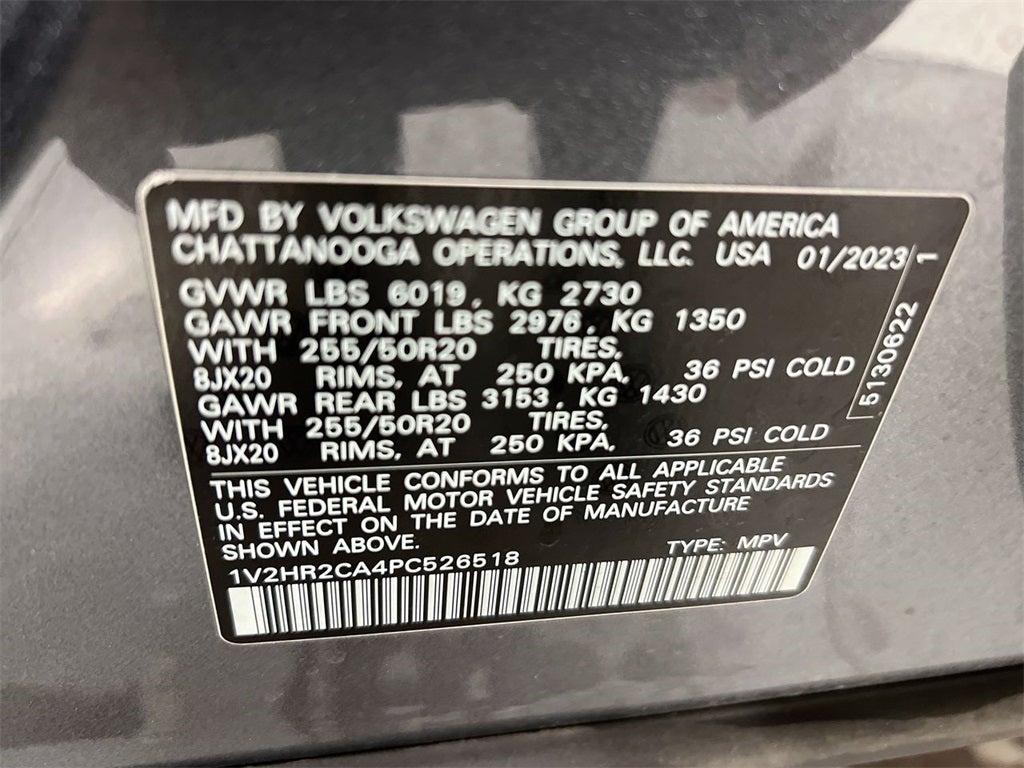 MFD BY VOLKSWAGEN GROUP OF AMERICA
CHATTANOOGA OPERATIONS, LLC. USA 01/2023 1
GVWR LBS 6019, KG 2730
GAWR FRONT LBS 2976, KG 1350
WITH 255/50R20 TIRES,
8JX20 RIMS, AT 250 KPA, 36 PSI COLD
GAWR REAR LBS 3153, KG 1430
WITH 255/50R20 TIRES,
8JX20 RIMS, AT 250 KPA, 36 PSI COLD
5130622
THIS VEHICLE CONFORMS TO ALL APPLICABLE
U.S. FEDERAL MOTOR VEHICLE SAFETY STANDARDS
IN EFFECT ON THE DATE OF MANUFACTURE
SHOWN ABOVE.
TYPE: MPV
1V2HR2CA4PC526518